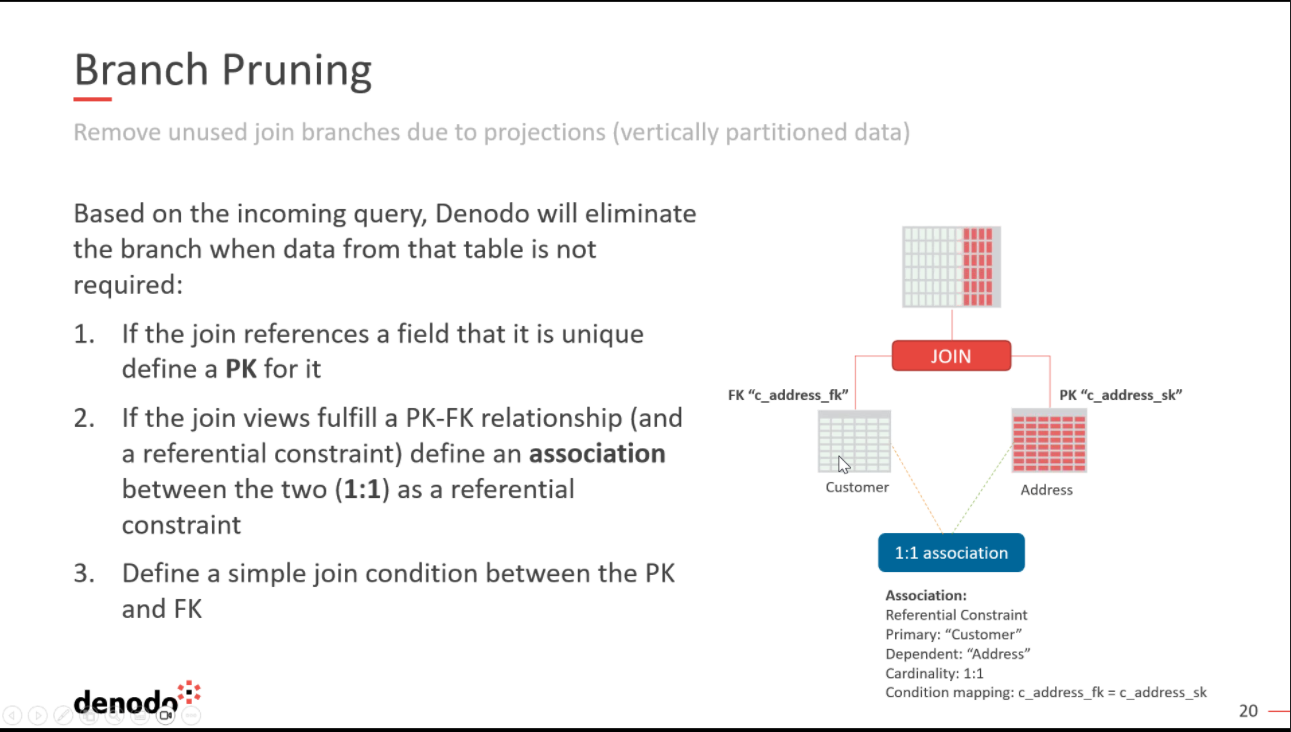 Branch Pruning
Remove unused join branches due to projections (vertically partitioned data)
Based on the incoming query, Denodo will eliminate
the branch when data from that table is not
required:
1. If the join references a field that it is unique
define a PK for it
2. If the join views fulfill a PK-FK relationship (and
a referential constraint) define an association
between the two (1:1) as a referential
constraint
3. Define a simple join condition between the PK
and FK
JOIN
FK “c_address_fk”
PK “c_address_sk”
Customer
Address
1:1 association
Association:
Referential Constraint
Primary: “Customer”
Dependent: “Address”
Cardinality: 1:1
Condition mapping: c_address_fk = c_address_sk
denodo
20